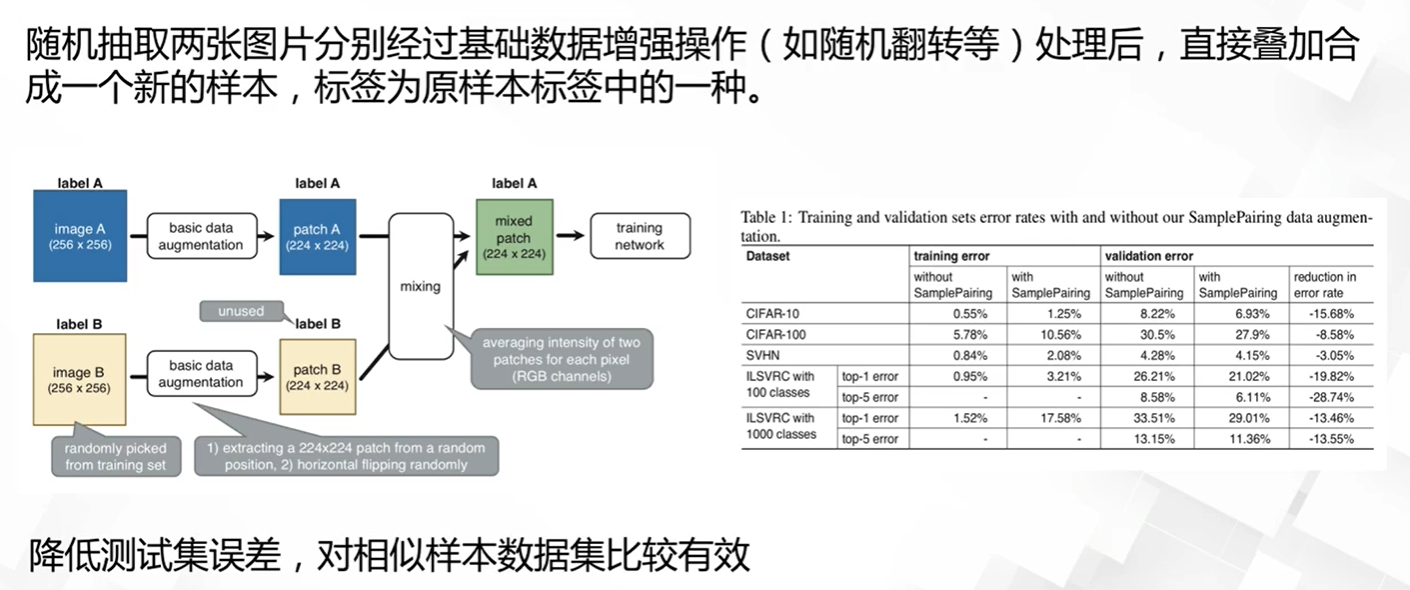 随机抽取两张图片分别经过基础数据增强操作（如随机翻转等）处理后，直接叠加合
成一个新的样本，标签为原样本标签中的一种。
label A
label A
label A
image A
(256 x 256)
basic data
augmentation
patch A
(224 x 224)
mixing
mixed
patch
(224 x 224)
training
network
unused
label B
label B
image B
(256 x 256)
basic data
augmentation
patch B
(224 x 224)
averaging intensity of two
patches for each pixel
(RGB channels)
randomly picked
from training set
1) extracting a 224x224 patch from a random
position, 2) horizontal flipping randomly
Table 1: Training and validation sets error rates with and without our SamplePairing data augmen-
tation.
Dataset training error validation error
without SamplePairing with SamplePairing without SamplePairing with SamplePairing reduction in error rate
CIFAR-10 0.55% 1.25% 8.22% 6.93% -15.68%
CIFAR-100 5.78% 10.56% 30.5% 27.9% -8.58%
SVHN 0.84% 2.08% 4.28% 4.15% -3.05%
ILSVRC with 100 classes top-1 error 0.95% 3.21% 26.21% 21.02% -19.82%
top-5 error - - 8.58% 6.11% -28.74%
ILSVRC with 1000 classes top-1 error 1.52% 17.58% 33.51% 29.01% -13.46%
top-5 error - - 13.15% 11.36% -13.55%
降低测试集误差，对相似样本数据集比较有效